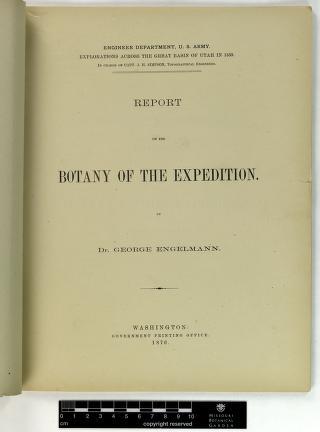 ENGINEER DEPARTMENT, U. S. ARMY.
EXPLORATIONS ACROSS THE GREAT BASIN OF UTAH IN 1859.
IN CHARGE OF CAPT. J. H. SIMPSON, TOPOGRAPHICAL ENGINEERS.
REPORT
ON THE
BOTANY OF THE EXPEDITION.
BY
DR. GEORGE ENGELMANN.
WASHINGTON:
GOVERNMENT PRINTING OFFICE.
1876.
0 1 2 3 4 5 6 7 8 9 10
cm
copyright reserved
MISSOURI
BOTANICAL
GARDEN